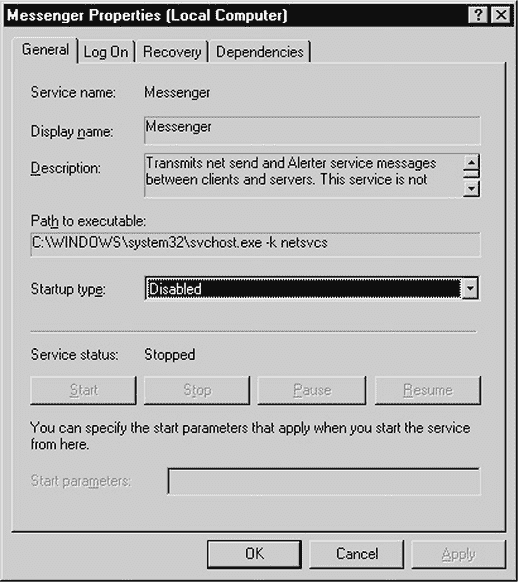 Messenger Properties (Local Computer)
General Log On Recovery Dependencies
Service name: Messenger
Display name: Messenger
Description: Transmits net send and Alerter service messages
between clients and servers. This service is not
Path to executable:
C:\WINDOWS\system32\svchost.exe -k netsvcs
Startup type: Disabled
Service status: Stopped
Start Stop Pause Resume
You can specify the start parameters that apply when you start the service
from here.
Start parameters:
OK Cancel Apply